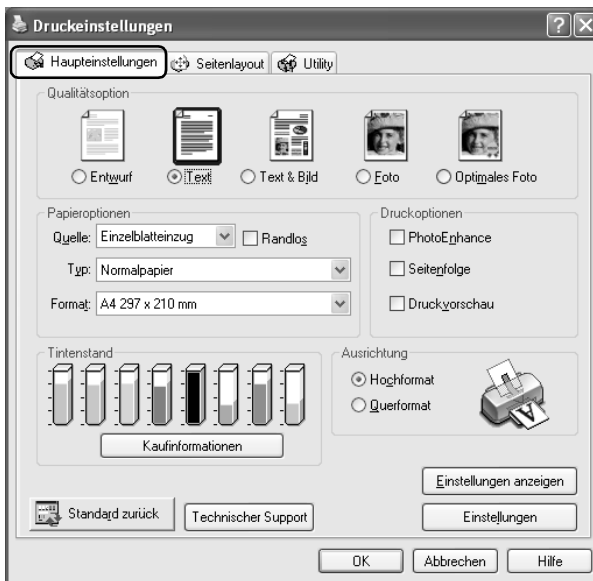 Druckeinstellungen
Haupteinstellungen Seitenlayout Utility
Qualitätsoption
Entwurf Text Text & Bild Foto Optimales Foto
Papieroptionen
Quelle: Einzelblatteinzug Randlos
Typ: Normalpapier
Format: A4 297 x 210 mm
Druckoptionen
PhotoEnhance
Seitenfolge
Druckvorschau
Tintenstand
Kaufinformationen
Ausrichtung
Hochformat
Querformat
Einstellungen anzeigen
Standard zurück Technischer Support Einstellungen
OK Abbrechen Hilfe